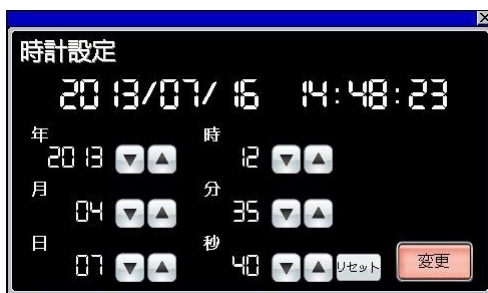 時計設定
2013/07/16 14:48:23
年 時
2013 ▼ ▲ 12 ▼ ▲
月 分
04 ▼ ▲ 35 ▼ ▲
日 秒
07 ▼ ▲ 40 ▼ ▲ リセット 変更